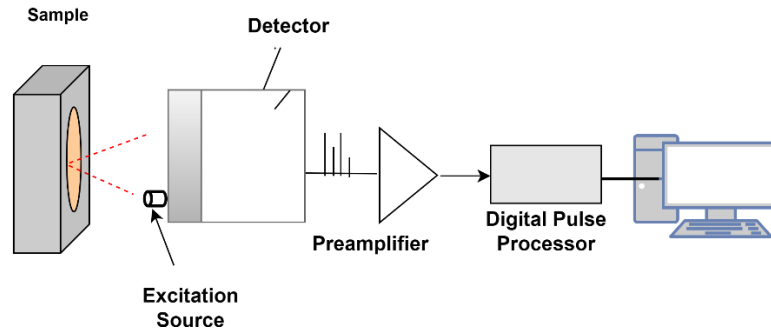 Sample
Detector
Preamplifier
Digital Pulse
Processor
Excitation
Source